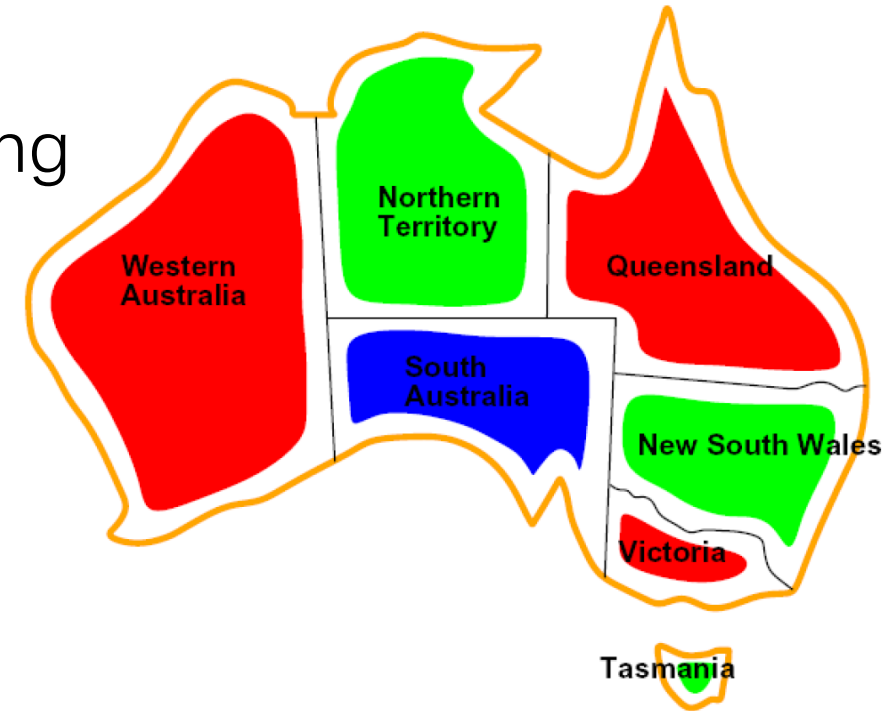 ng
Northern
Territory
Western
Australia
Queensland
South
Australia
New South Wales
Victoria
Tasmania